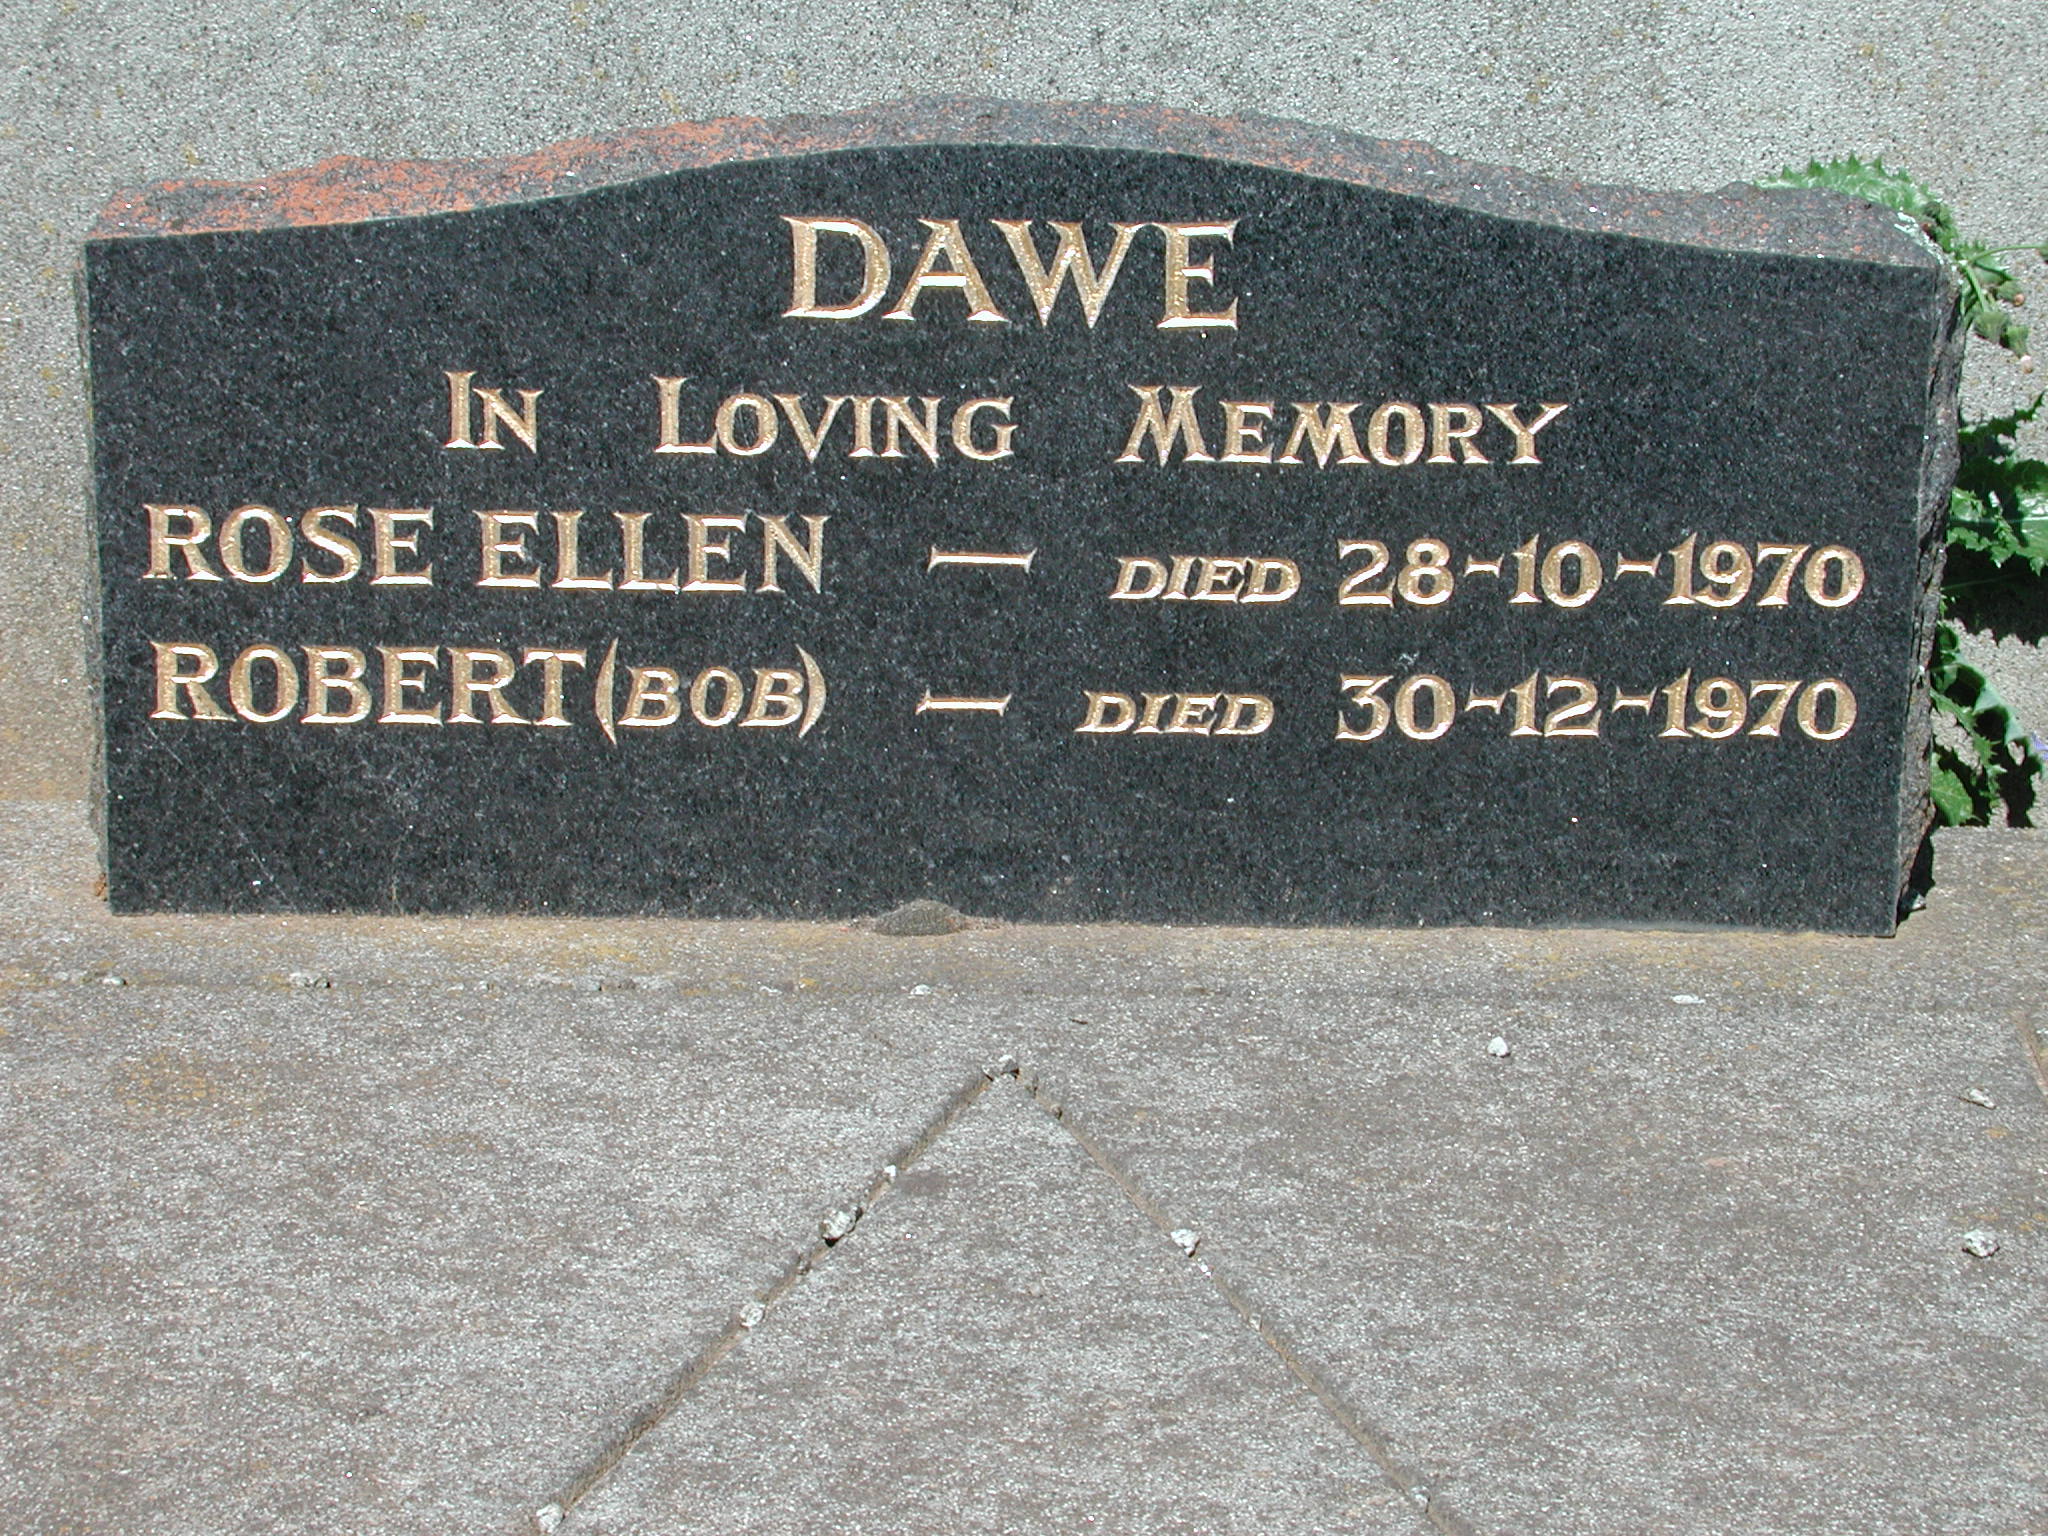 DAWE
IN LOVING MEMORY
ROSE ELLEN — DIED 28-10-1970
ROBERT (BOB) — DIED 30-12-1970